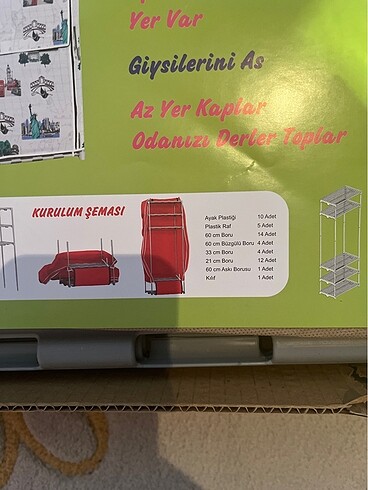 Yer Var
Giysilerini As
Az Yer Kaplar
Odanızı Derler Toplar
KURULUM ŞEMASI
Ayak Plastiği 10 Adet
Plastik Raf 5 Adet
60 cm Boru 14 Adet
60 cm Büzgülü Boru 4 Adet
33 cm Boru 4 Adet
21 cm Boru 12 Adet
60 cm Askı Borusu 1 Adet
Kılıf 1 Adet